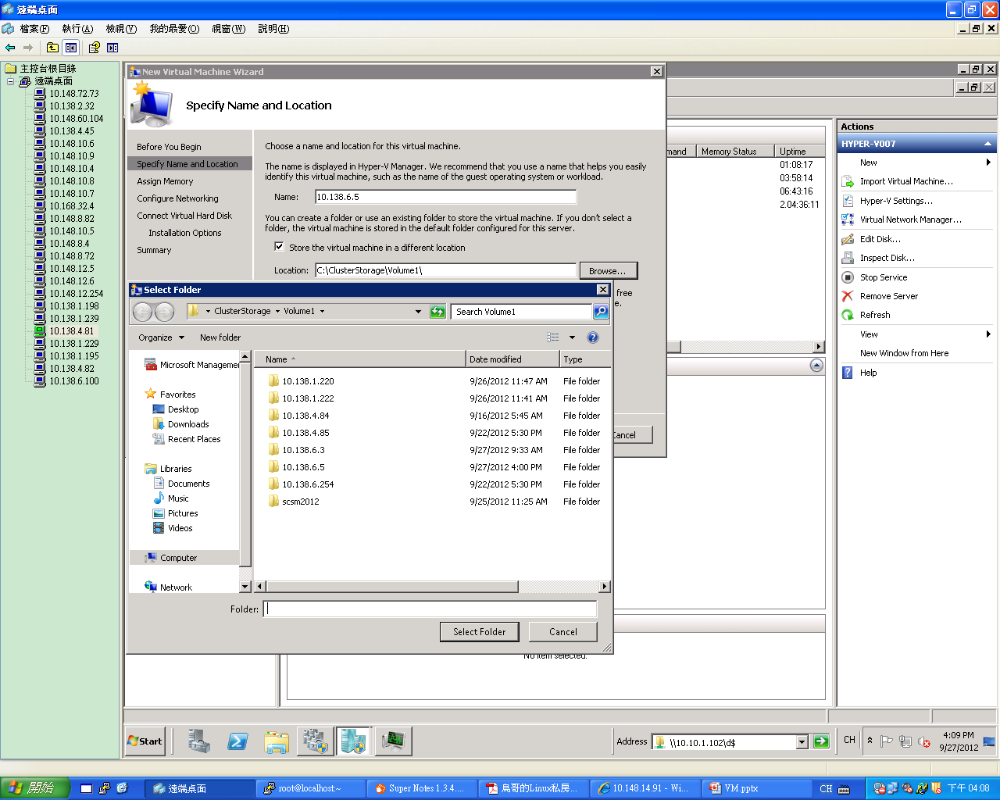 遠端桌面
檔案(F) 執行(A) 檢視(V) 我的最愛(O) 視窗(W) 說明(H)
主控台根目錄
遠端桌面
10.148.72.73
10.138.2.32
10.148.60.104
10.138.4.45
10.148.10.6
10.148.10.9
10.148.10.4
10.148.10.8
10.148.10.7
10.168.32.4
10.148.8.82
10.148.10.5
10.148.8.4
10.148.8.72
10.148.12.5
10.148.12.6
10.148.12.254
10.138.1.198
10.138.1.239
10.138.4.81
10.138.1.229
10.138.1.195
10.138.4.82
10.138.6.100
New Virtual Machine Wizard
Specify Name and Location
Before You Begin
Specify Name and Location
Assign Memory
Configure Networking
Connect Virtual Hard Disk
Installation Options
Summary
Choose a name and location for this virtual machine.
The name is displayed in Hyper-V Manager. We recommend that you use a name that helps you easily
identify this virtual machine, such as the name of the guest operating system or workload.
Name: 10.138.6.5
You can create a folder or use an existing folder to store the virtual machine. If you don't select a
folder, the virtual machine is stored in the default folder configured for this server.
Store the virtual machine in a different location
Location: C:\ClusterStorage\Volume1\ Browse...
free
e.
Cancel
Select Folder
ClusterStorage Volume1 Search Volume1
Organize New folder
Microsoft Manageme
Favorites
Desktop
Downloads
Recent Places
Libraries
Documents
Music
Pictures
Videos
Computer
Network
Name Date modified Type
10.138.1.220 9/26/2012 11:47 AM File folder
10.138.1.222 9/26/2012 11:41 AM File folder
10.138.4.84 9/16/2012 5:45 AM File folder
10.138.4.85 9/22/2012 5:30 PM File folder
10.138.6.3 9/27/2012 9:33 AM File folder
10.138.6.5 9/27/2012 4:00 PM File folder
10.138.6.254 9/22/2012 5:30 PM File folder
scsm2012 9/25/2012 11:25 AM File folder
Folder:
Select Folder Cancel
mand Memory Status Uptime
01:08:17
03:58:14
06:43:16
2.04:36:11
No item selected.
Actions
HYPER-V007
New
Import Virtual Machine...
Hyper-V Settings...
Virtual Network Manager...
Edit Disk...
Inspect Disk...
Stop Service
Remove Server
Refresh
View
New Window from Here
Help
Start Address \\10.10.1.102\d$ CH 4:09 PM
9/27/2012
開始 遠端桌面 root@localhost:~ Super Notes 1.3.4.... 鳥哥的Linux私房... 10.148.14.91 - Wi... VM.pptx CH 下午 04:08